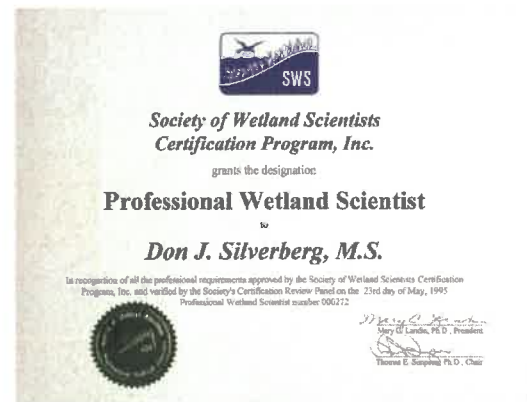 SWS
Society of Wetland Scientists
Certification Program, Inc.
grants the designation
Professional Wetland Scientist
to
Don J. Silverberg, M.S.
In recognition of all the professional requirements approved by the Society of Wetland Scientists Certification
Program, Inc. and verified by the Society's Certification Review Panel on the 23rd day of May, 1995
Professional Wetland Scientist number 000272
Mary C. Landin, Ph.D., President
Thomas E. Ph.D., Chair